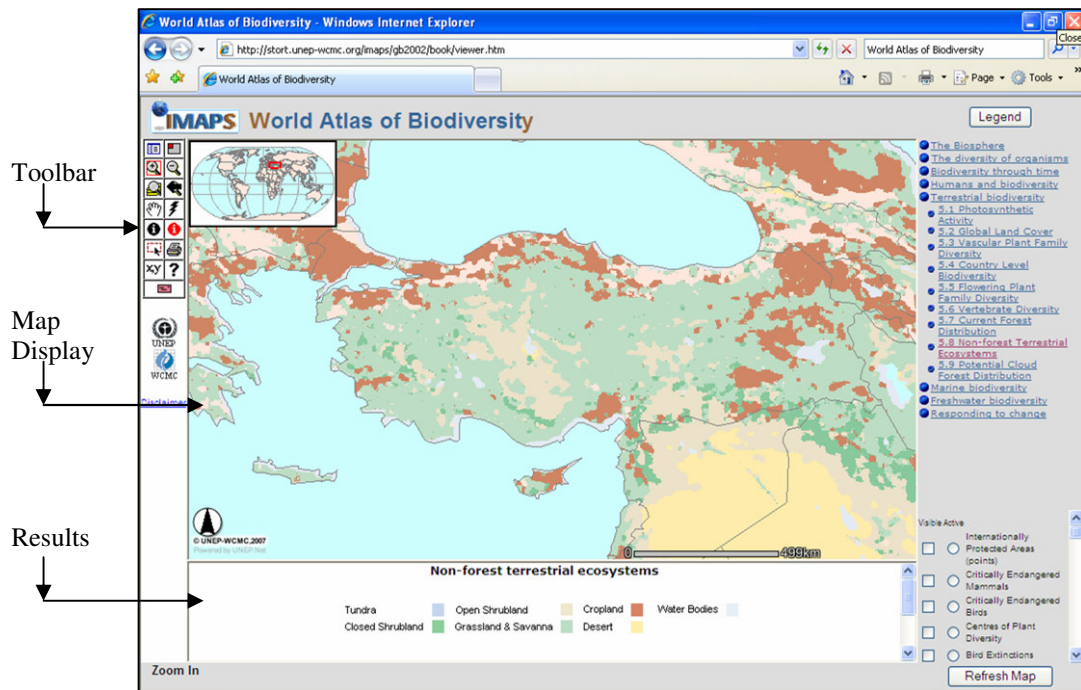 World Atlas of Biodiversity - Windows Internet Explorer
Close
http://stort.unep-wcmc.org/imaps/gb2002/book/viewer.htm
World Atlas of Biodiversity
World Atlas of Biodiversity
Page
Tools
IMAPS World Atlas of Biodiversity
Legend
Toolbar
Map
Display
Results
X,Y
?
UNEP
WCMC
Disclaimer
The Biosphere
The diversity of organisms
Biodiversity through time
Humans and biodiversity
Terrestrial biodiversity
5.1 Photosynthetic
Activity
5.2 Global Land Cover
5.3 Vascular Plant Family
Diversity
5.4 Country Level
Biodiversity
5.5 Flowering Plant
Family Diversity
5.6 Vertebrate Diversity
5.7 Current Forest
Distribution
5.8 Non-forest Terrestrial
Ecosystems
5.9 Potential Cloud
Forest Distribution
Marine biodiversity
Freshwater biodiversity
Responding to change
© UNEP-WCMC,2007
Powered by UNEP.Net
0 499km
Visible Active
Internationally
Protected Areas
(points)
Critically Endangered
Mammals
Critically Endangered
Birds
Centres of Plant
Diversity
Bird Extinctions
Refresh Map
Non-forest terrestrial ecosystems
Tundra Open Shrubland Cropland Water Bodies
Closed Shrubland Grassland & Savanna Desert
Zoom In